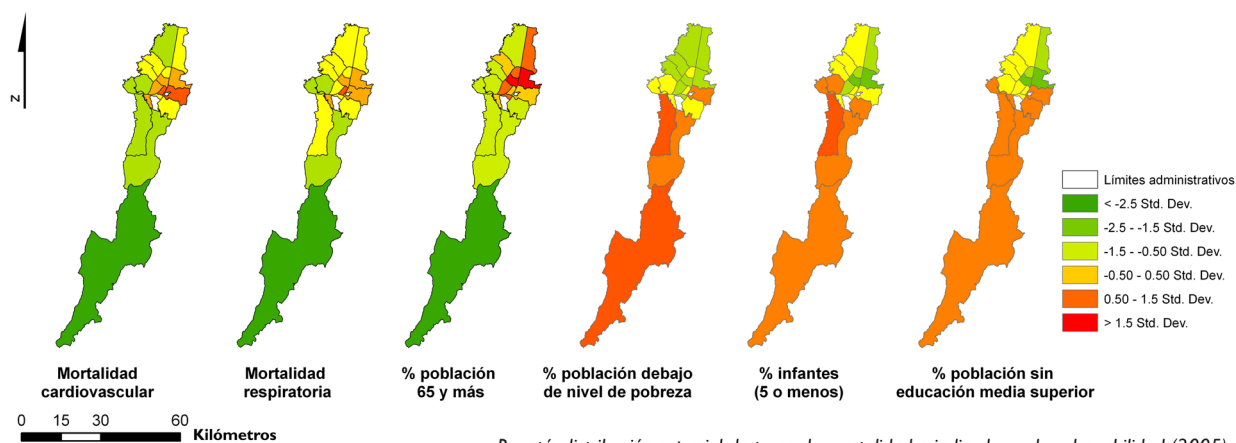 Z
Límites administrativos
< -2.5 Std. Dev.
-2.5 - -1.5 Std. Dev.
-1.5 - -0.50 Std. Dev.
-0.50 - 0.50 Std. Dev.
0.50 - 1.5 Std. Dev.
> 1.5 Std. Dev.
Mortalidad
cardiovascular
Mortalidad
respiratoria
% población
65 y más
% población debajo
de nivel de pobreza
% infantes
(5 o menos)
% población sin
educación media superior
0 15 30 60
Kilómetros